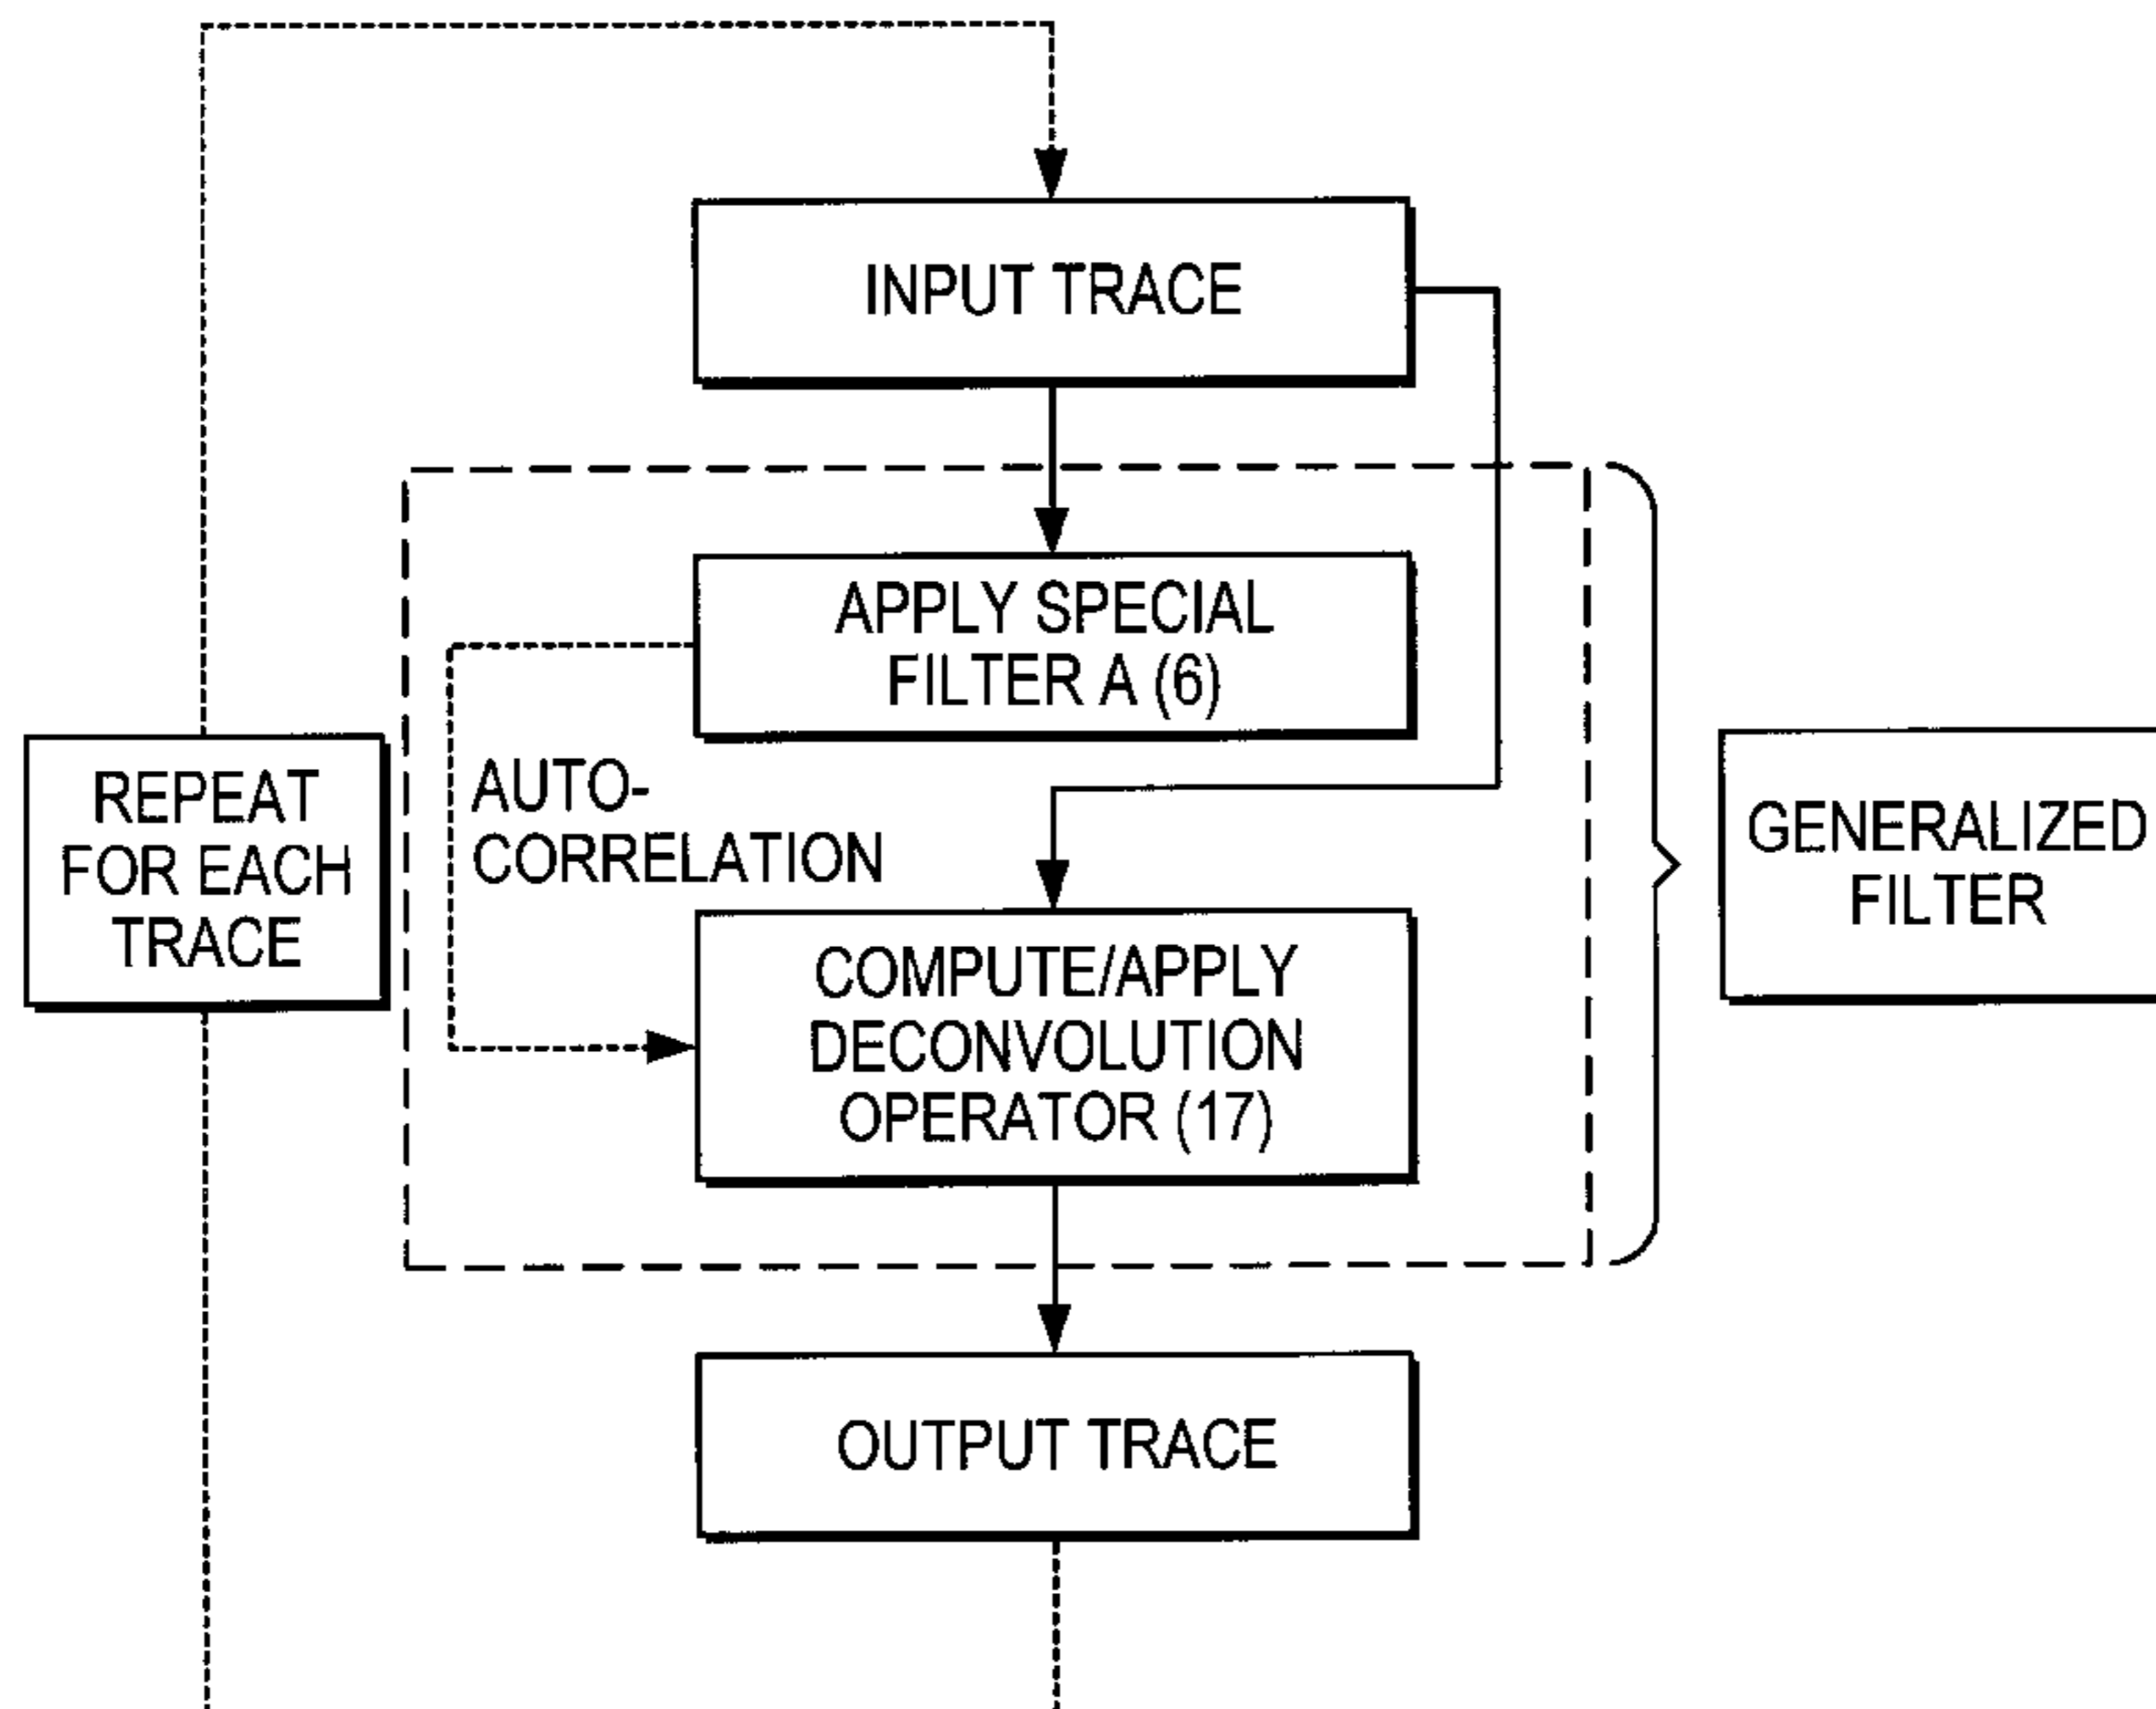 INPUT TRACE
APPLY SPECIAL
FILTER A (6)
REPEAT
FOR EACH
TRACE
AUTO-
CORRELATION
GENERALIZED
FILTER
COMPUTE/APPLY
DECONVOLUTION
OPERATOR (17)
OUTPUT TRACE